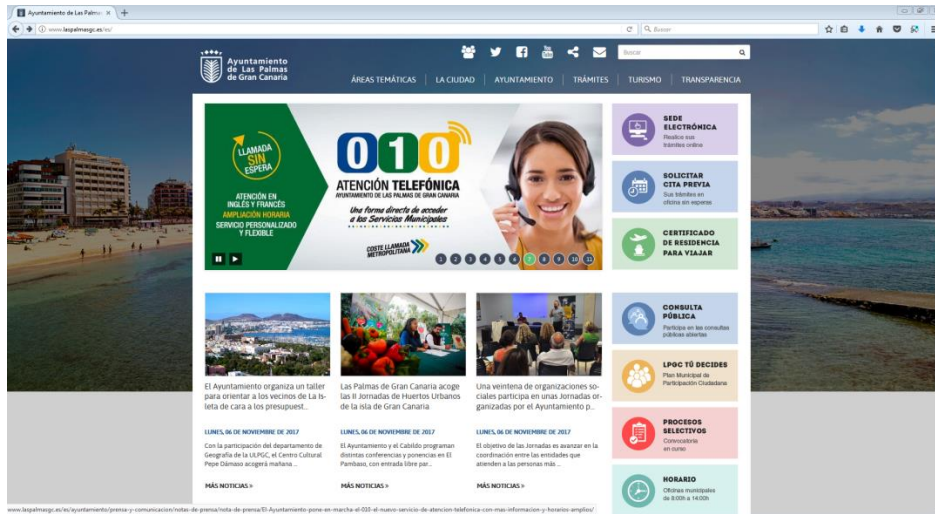 Ayuntamiento de Las Palmas
www.laspalmasgc.es/es/
Buscar
Ayuntamiento
de Las Palmas
de Gran Canaria
You
Tube
Buscar
ÁREAS TEMÁTICAS
LA CIUDAD
AYUNTAMIENTO
TRÁMITES
TURISMO
TRANSPARENCIA
LLAMADA
SIN
ESPERA
ATENCIÓN EN
INGLÉS Y FRANCÉS
AMPLIACIÓN HORARIA
SERVICIO PERSONALIZADO
Y FLEXIBLE
010
ATENCIÓN TELEFÓNICA
AYUNTAMIENTO DE LAS PALMAS DE GRAN CANARIA
Una forma directa de acceder
a los Servicios Municipales
COSTE LLAMADA
METROPOLITANA
1 2 3 4 5 6 7 8 9 10 11
SEDE
ELECTRÓNICA
Realice sus
trámites online
SOLICITAR
CITA PREVIA
Sus trámites en
oficina sin esperas
CERTIFICADO
DE RESIDENCIA
PARA VIAJAR
CONSULTA
PÚBLICA
Participa en las consultas
públicas abiertas
LPGC TÚ DECIDES
Plan Municipal de
Participación Ciudadana
PROCESOS
SELECTIVOS
Convocatoria
en curso
HORARIO
Oficinas municipales
de 8:00h a 14:00h
El Ayuntamiento organiza un taller
para orientar a los vecinos de La Is-
leta de cara a los presupuest...
LUNES, 06 DE NOVIEMBRE DE 2017
Con la participación del departamento de
Geografía de la ULPGC, el Centro Cultural
Pepe Dámaso acogerá mañana ...
MÁS NOTICIAS »
Las Palmas de Gran Canaria acoge
las II Jornadas de Huertos Urbanos
de la isla de Gran Canaria
LUNES, 06 DE NOVIEMBRE DE 2017
El Ayuntamiento y el Cabildo programan
distintas conferencias y ponencias en El
Pambaso, con entrada libre par...
MÁS NOTICIAS »
Una veintena de organizaciones so-
ciales participa en unas Jornadas or-
ganizadas por el Ayuntamiento p...
LUNES, 06 DE NOVIEMBRE DE 2017
El objetivo de las Jornadas es avanzar en la
coordinación entre las entidades que
atienden a las personas más ...
MÁS NOTICIAS »
www.laspalmasgc.es/es/ayuntamiento/prensa-y-comunicacion/notas-de-prensa/nota-de-prensa/El-Ayuntamiento-pone-en-marcha-el-010-el-nuevo-servicio-de-atencion-telefonica-con-mas-informacion-y-horarios-amplios/